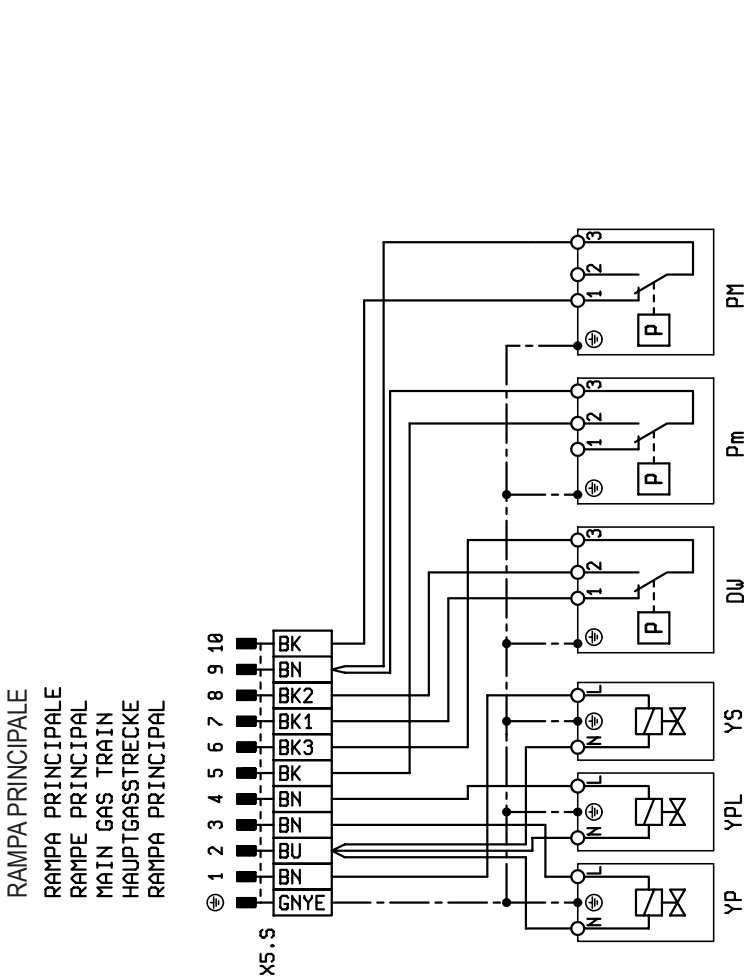 RAMPA PRINCIPALE
RAMPA PRINCIPALE
RAMPE PRINCIPAL
MAIN GAS TRAIN
HAUPTGASSTRECKE
RAMPA PRINCIPAL
X5.S
10 BK
9 BN
8 BK2
7 BK1
6 BK3
5 BK
4 BN
3 BN
2 BU
1 BN
GNYE
3
2
1
P
PM
3
2
1
P
Pm
3
2
1
P
DW
L
N
YS
L
N
YPL
L
N
YP